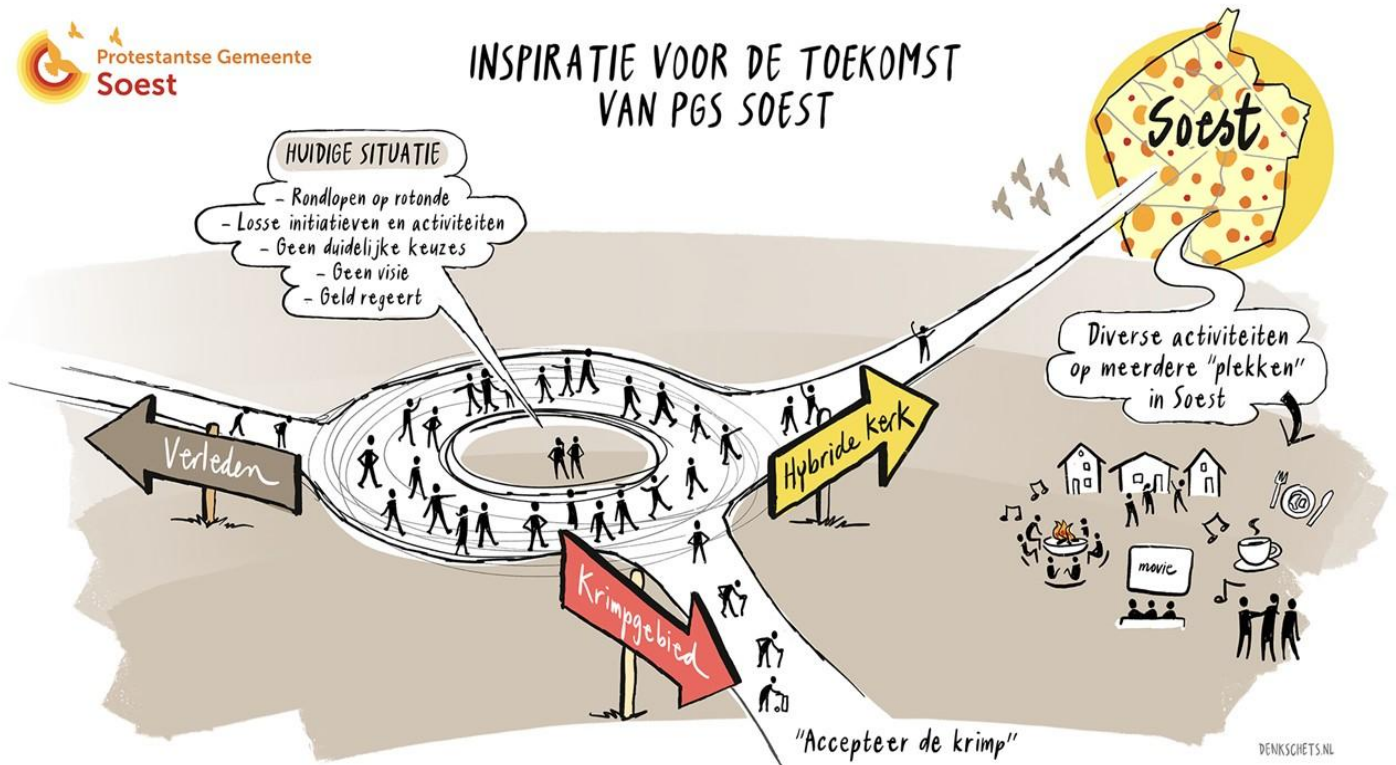 Protestantse Gemeente
Soest
INSPIRATIE VOOR DE TOEKOMST
VAN PGS SOEST
Soest
HUIDIGE SITUATIE
- Rondlopen op rotonde
- Losse initiatieven en activiteiten
- Geen duidelijke keuzes
- Geen visie
- Geld regeert
Diverse activiteiten
op meerdere "plekken"
in Soest
Verleden
Hybride kerk
Krimpgebied
movie
"Accepteer de krimp"
DENKSCHETS.NL